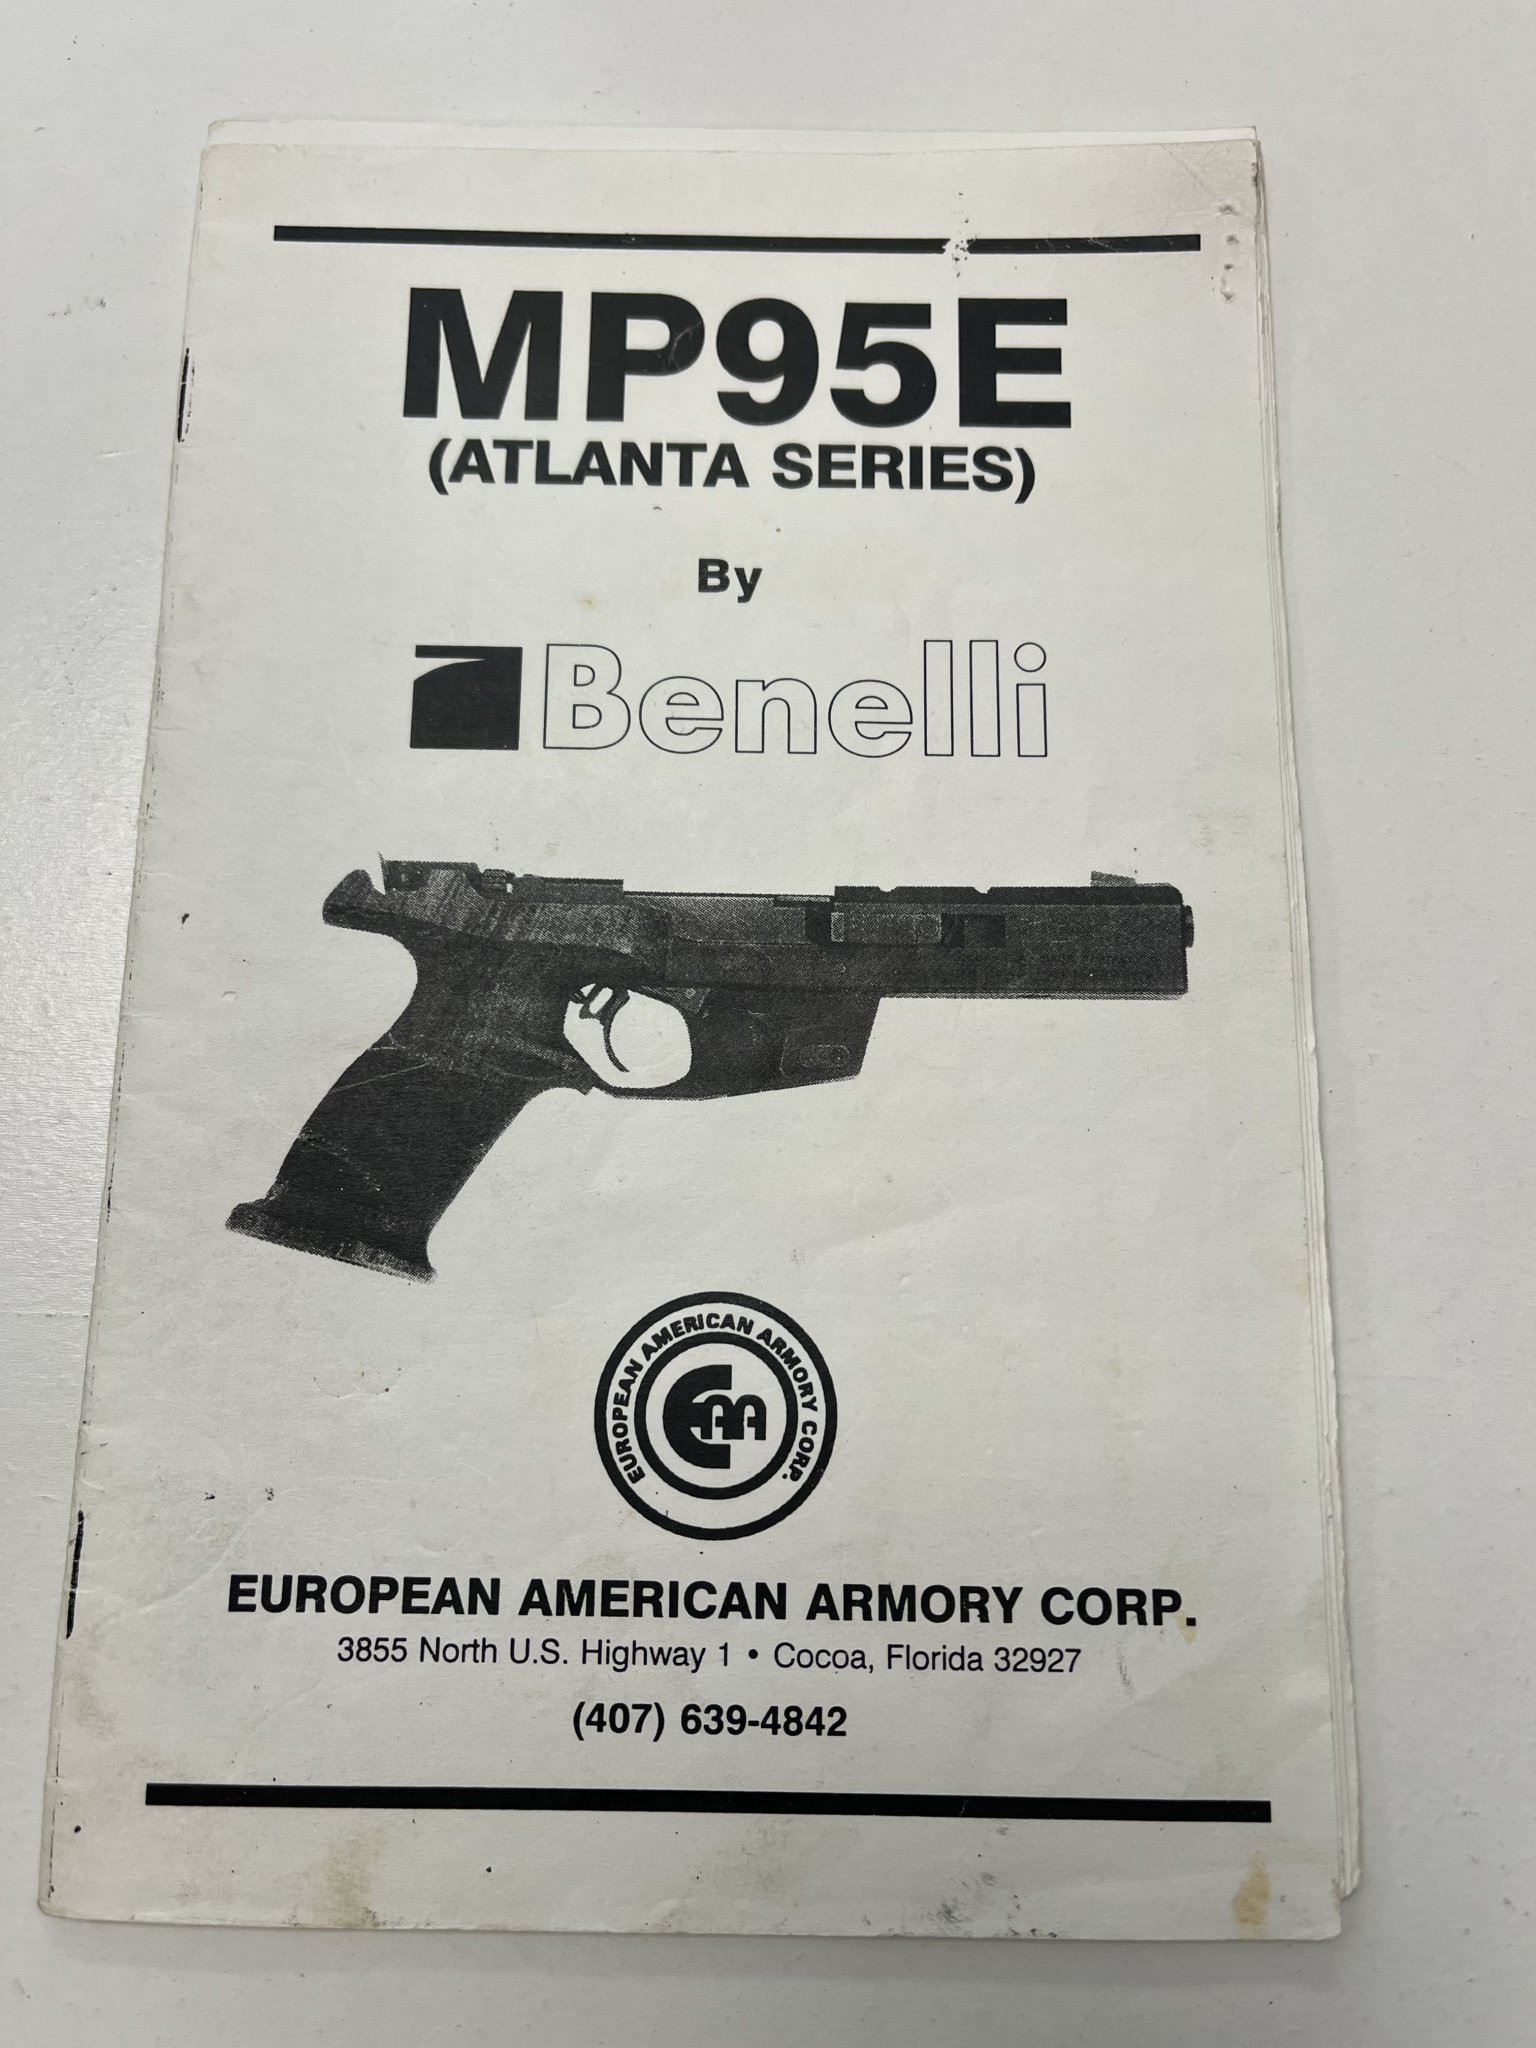 MP95E
(ATLANTA SERIES)
By
Benelli
EUROPEAN AMERICAN ARMORY CORP.
EAA
EUROPEAN AMERICAN ARMORY CORP.
3855 North U.S. Highway 1 • Cocoa, Florida 32927
(407) 639-4842